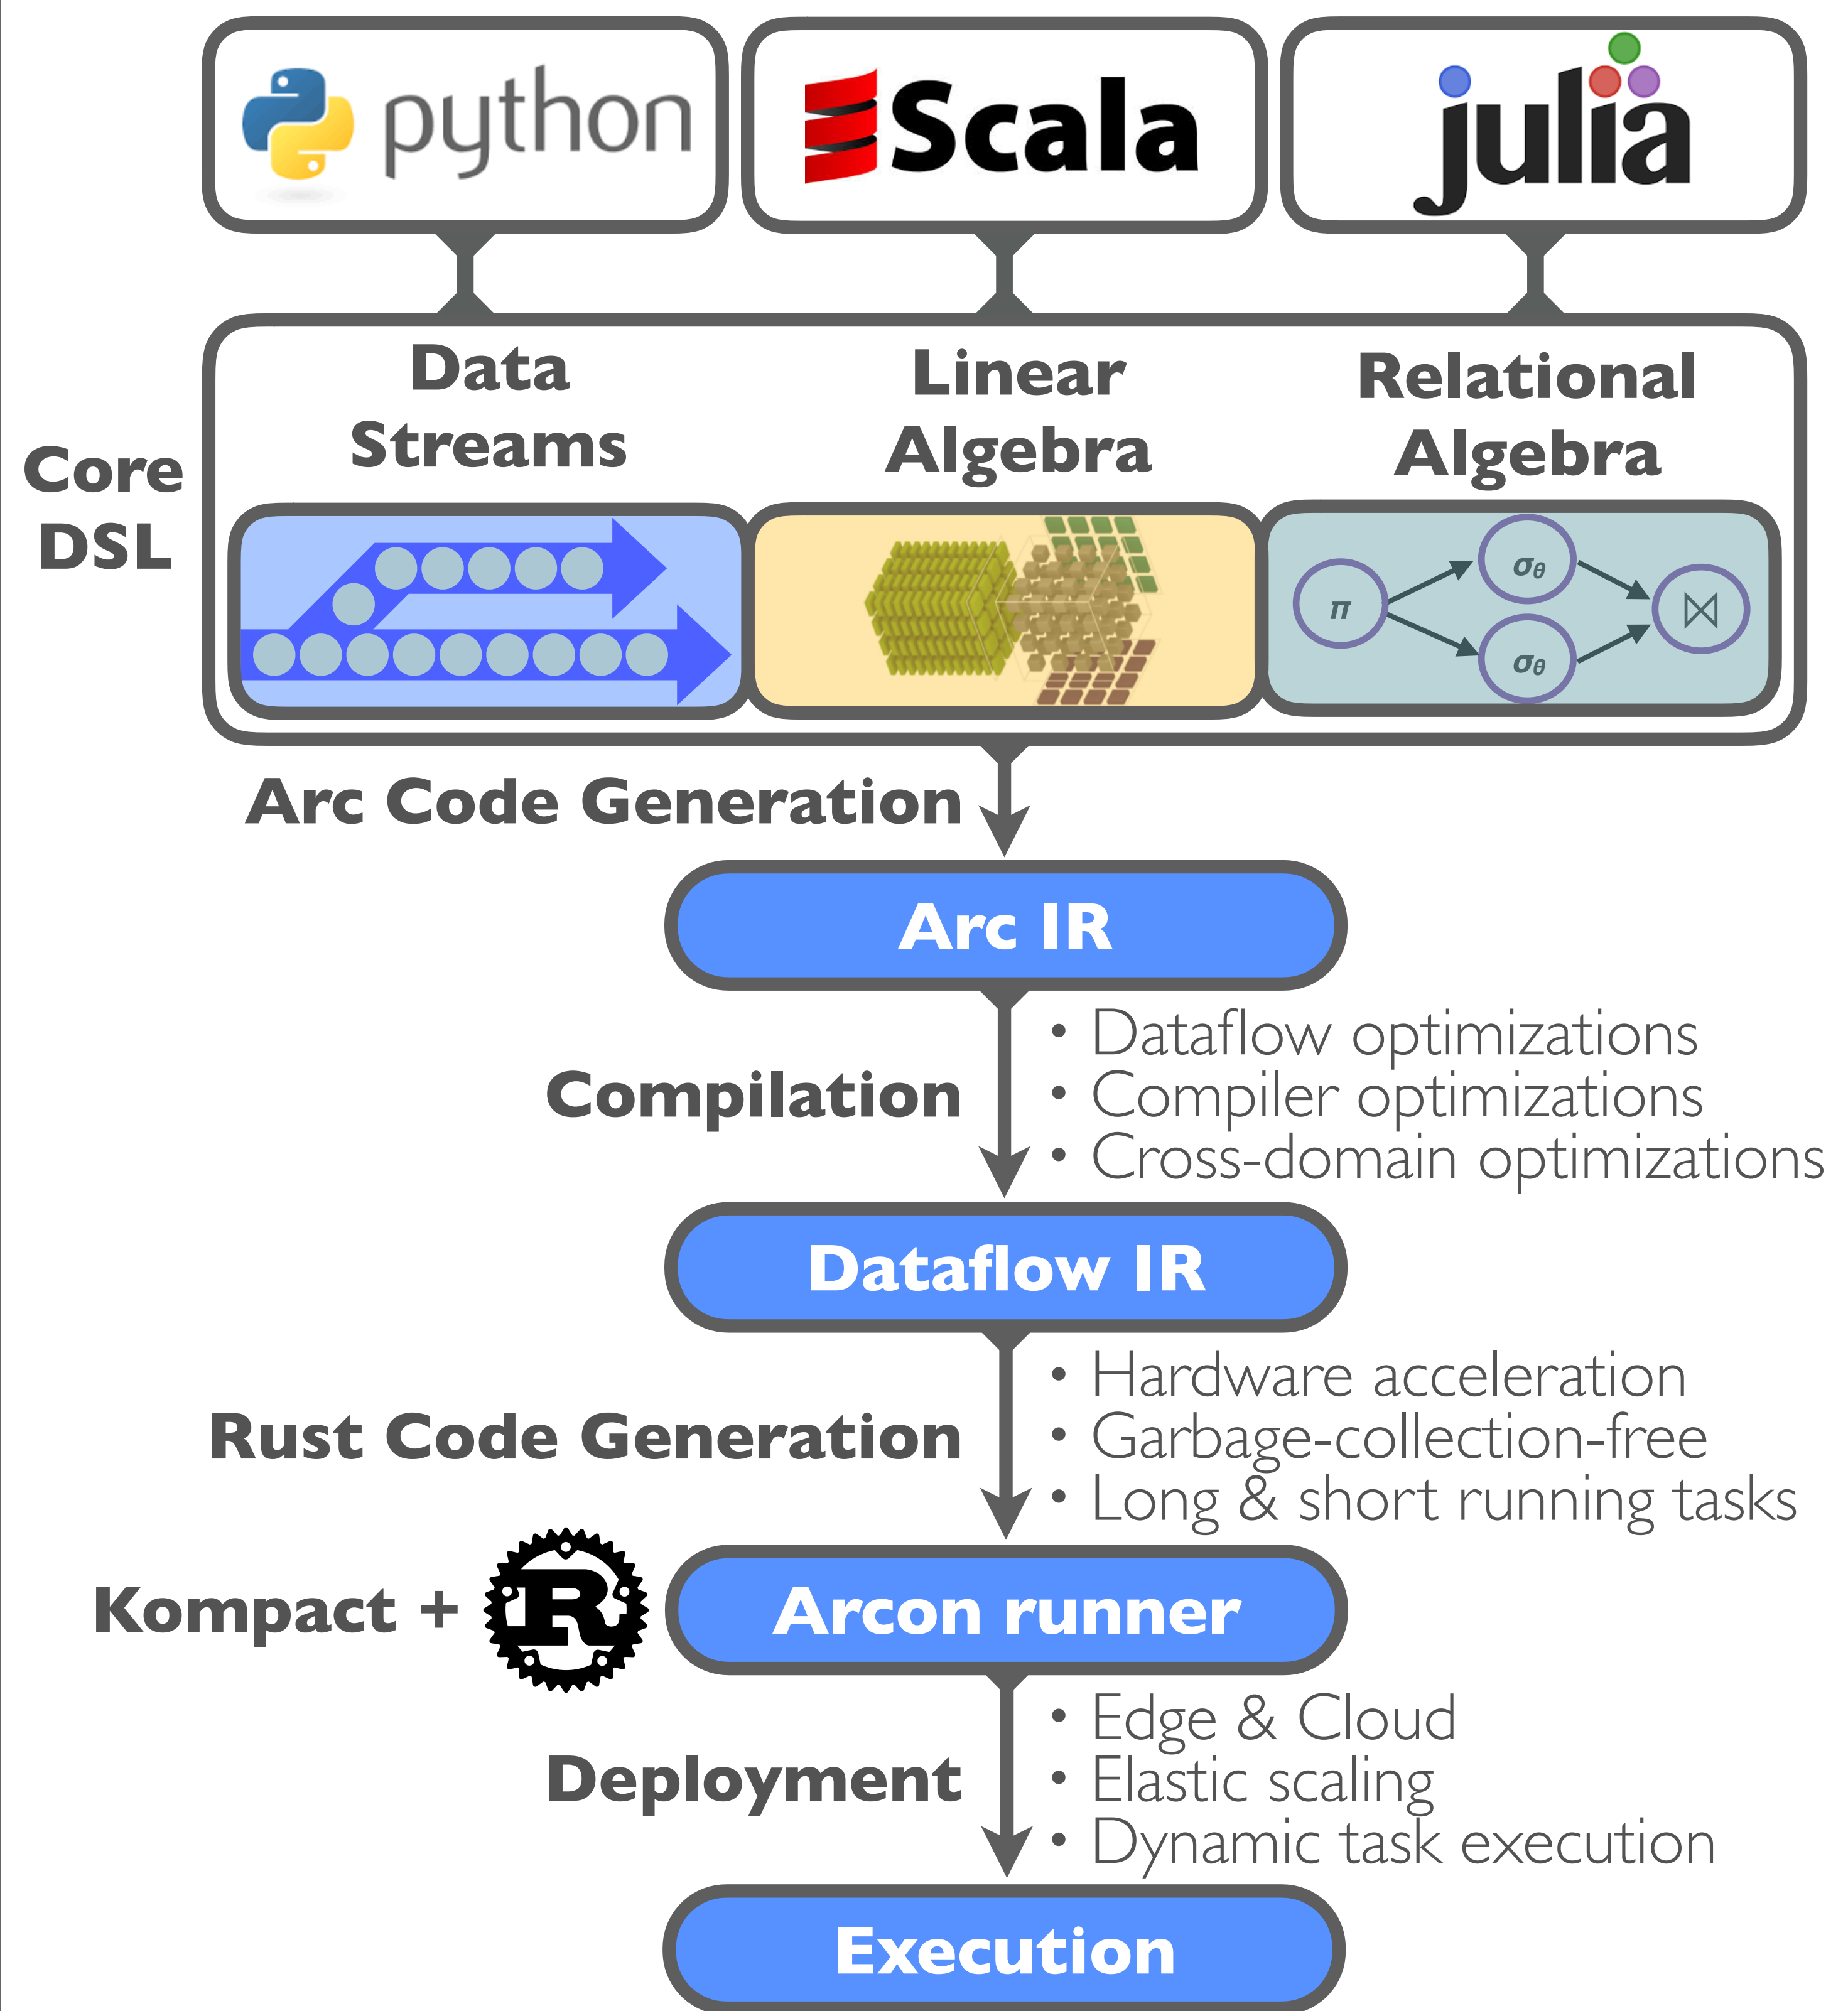 python
Scala
julia
Core
DSL
Data
Streams
Linear
Algebra
Relational
Algebra
π
σθ
σθ
⋈
Arc Code Generation
Arc IR
Compilation
• Dataflow optimizations
• Compiler optimizations
• Cross-domain optimizations
Dataflow IR
Rust Code Generation
• Hardware acceleration
• Garbage-collection-free
• Long & short running tasks
Kompact + R
Arcon runner
Deployment
• Edge & Cloud
• Elastic scaling
• Dynamic task execution
Execution